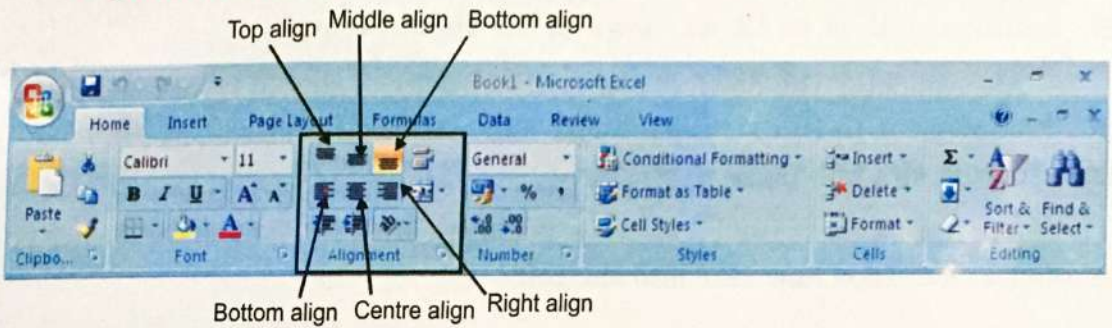 Top align Middle align Bottom align
Book1 - Microsoft Excel
Home Insert Page Layout Formulas Data Review View
Calibri 11 General Conditional Formatting Insert Σ
B I U A A % , Format as Table Delete
Paste Cell Styles Format Sort & Filter Find & Select
Clipbo... Font Alignment Number Styles Cells Editing
Bottom align Centre align Right align